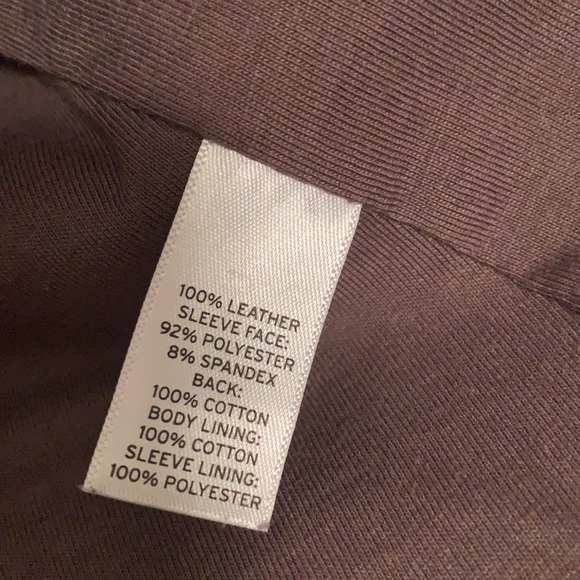 100% LEATHER
SLEEVE FACE:
92% POLYESTER
8% SPANDEX
BACK:
100% COTTON
BODY LINING:
100% COTTON
SLEEVE LINING:
100% POLYESTER